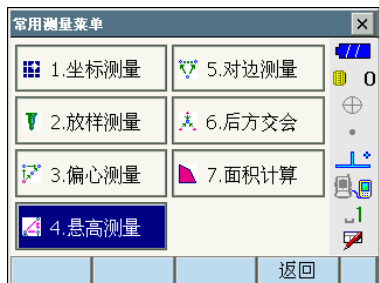 常用测量菜单
1.坐标测量
2.放样测量
3.偏心测量
4.悬高测量
5.对边测量
6.后方交会
7.面积计算
0
1
返回